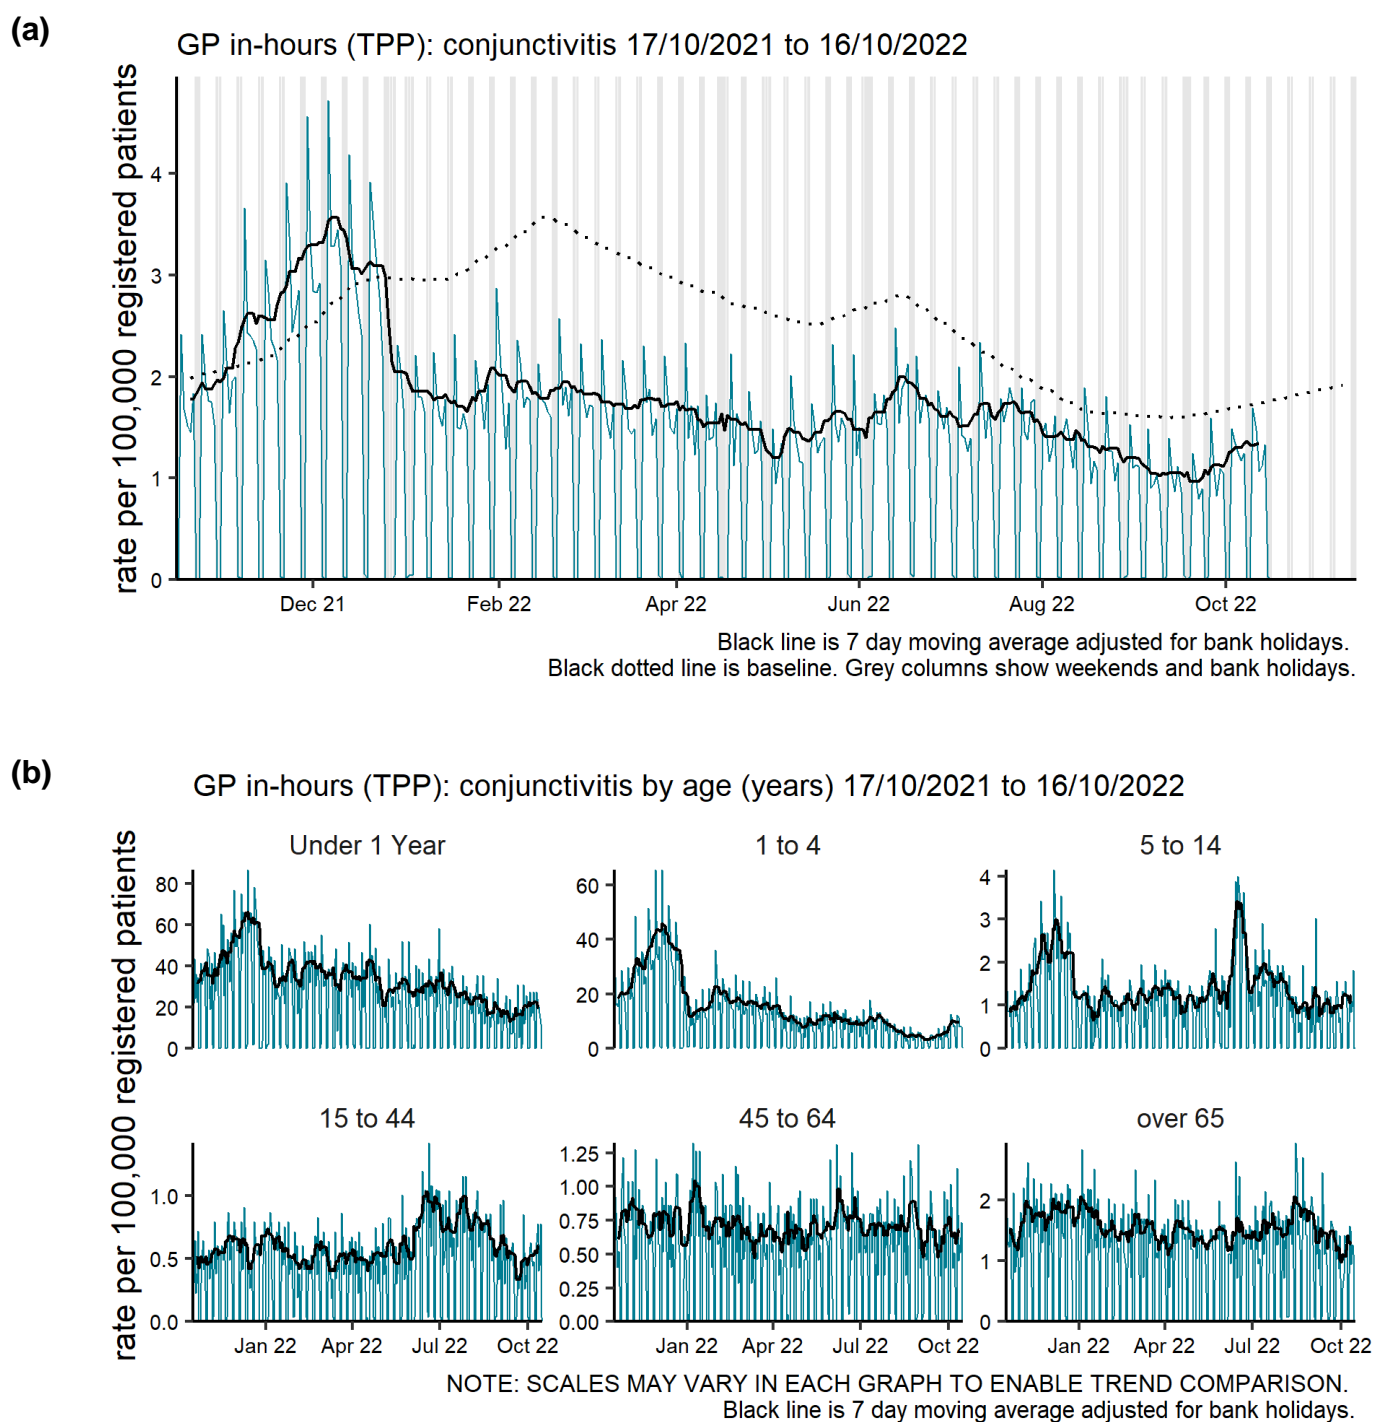 (a)
GP in-hours (TPP): conjunctivitis 17/10/2021 to 16/10/2022
rate per 100,000 registered patients
4
3
2
1
0
Dec 21 Feb 22 Apr 22 Jun 22 Aug 22 Oct 22
Black line is 7 day moving average adjusted for bank holidays.
Black dotted line is baseline. Grey columns show weekends and bank holidays.
(b)
GP in-hours (TPP): conjunctivitis by age (years) 17/10/2021 to 16/10/2022
rate per 100,000 registered patients
Under 1 Year
80
60
40
20
0
1 to 4
60
40
20
0
5 to 14
4
3
2
1
0
15 to 44
1.0
0.5
0.0
Jan 22 Apr 22 Jul 22 Oct 22
45 to 64
1.25
1.00
0.75
0.50
0.25
0.00
Jan 22 Apr 22 Jul 22 Oct 22
over 65
2
1
0
Jan 22 Apr 22 Jul 22 Oct 22
NOTE: SCALES MAY VARY IN EACH GRAPH TO ENABLE TREND COMPARISON.
Black line is 7 day moving average adjusted for bank holidays.